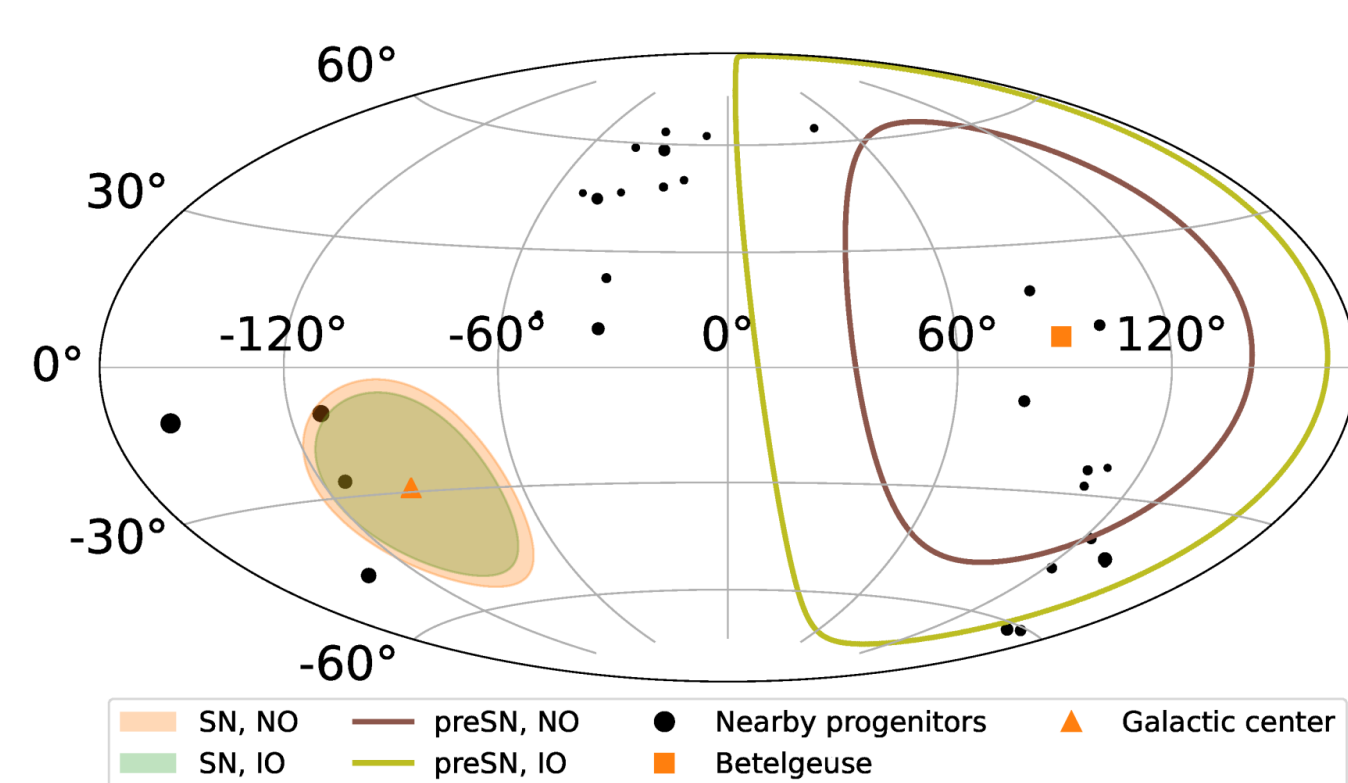 60°
30°
-120° -60° 0° 60° 120°
0°
-30°
-60°
SN, NO preSN, NO Nearby progenitors Galactic center
SN, IO preSN, IO Betelgeuse